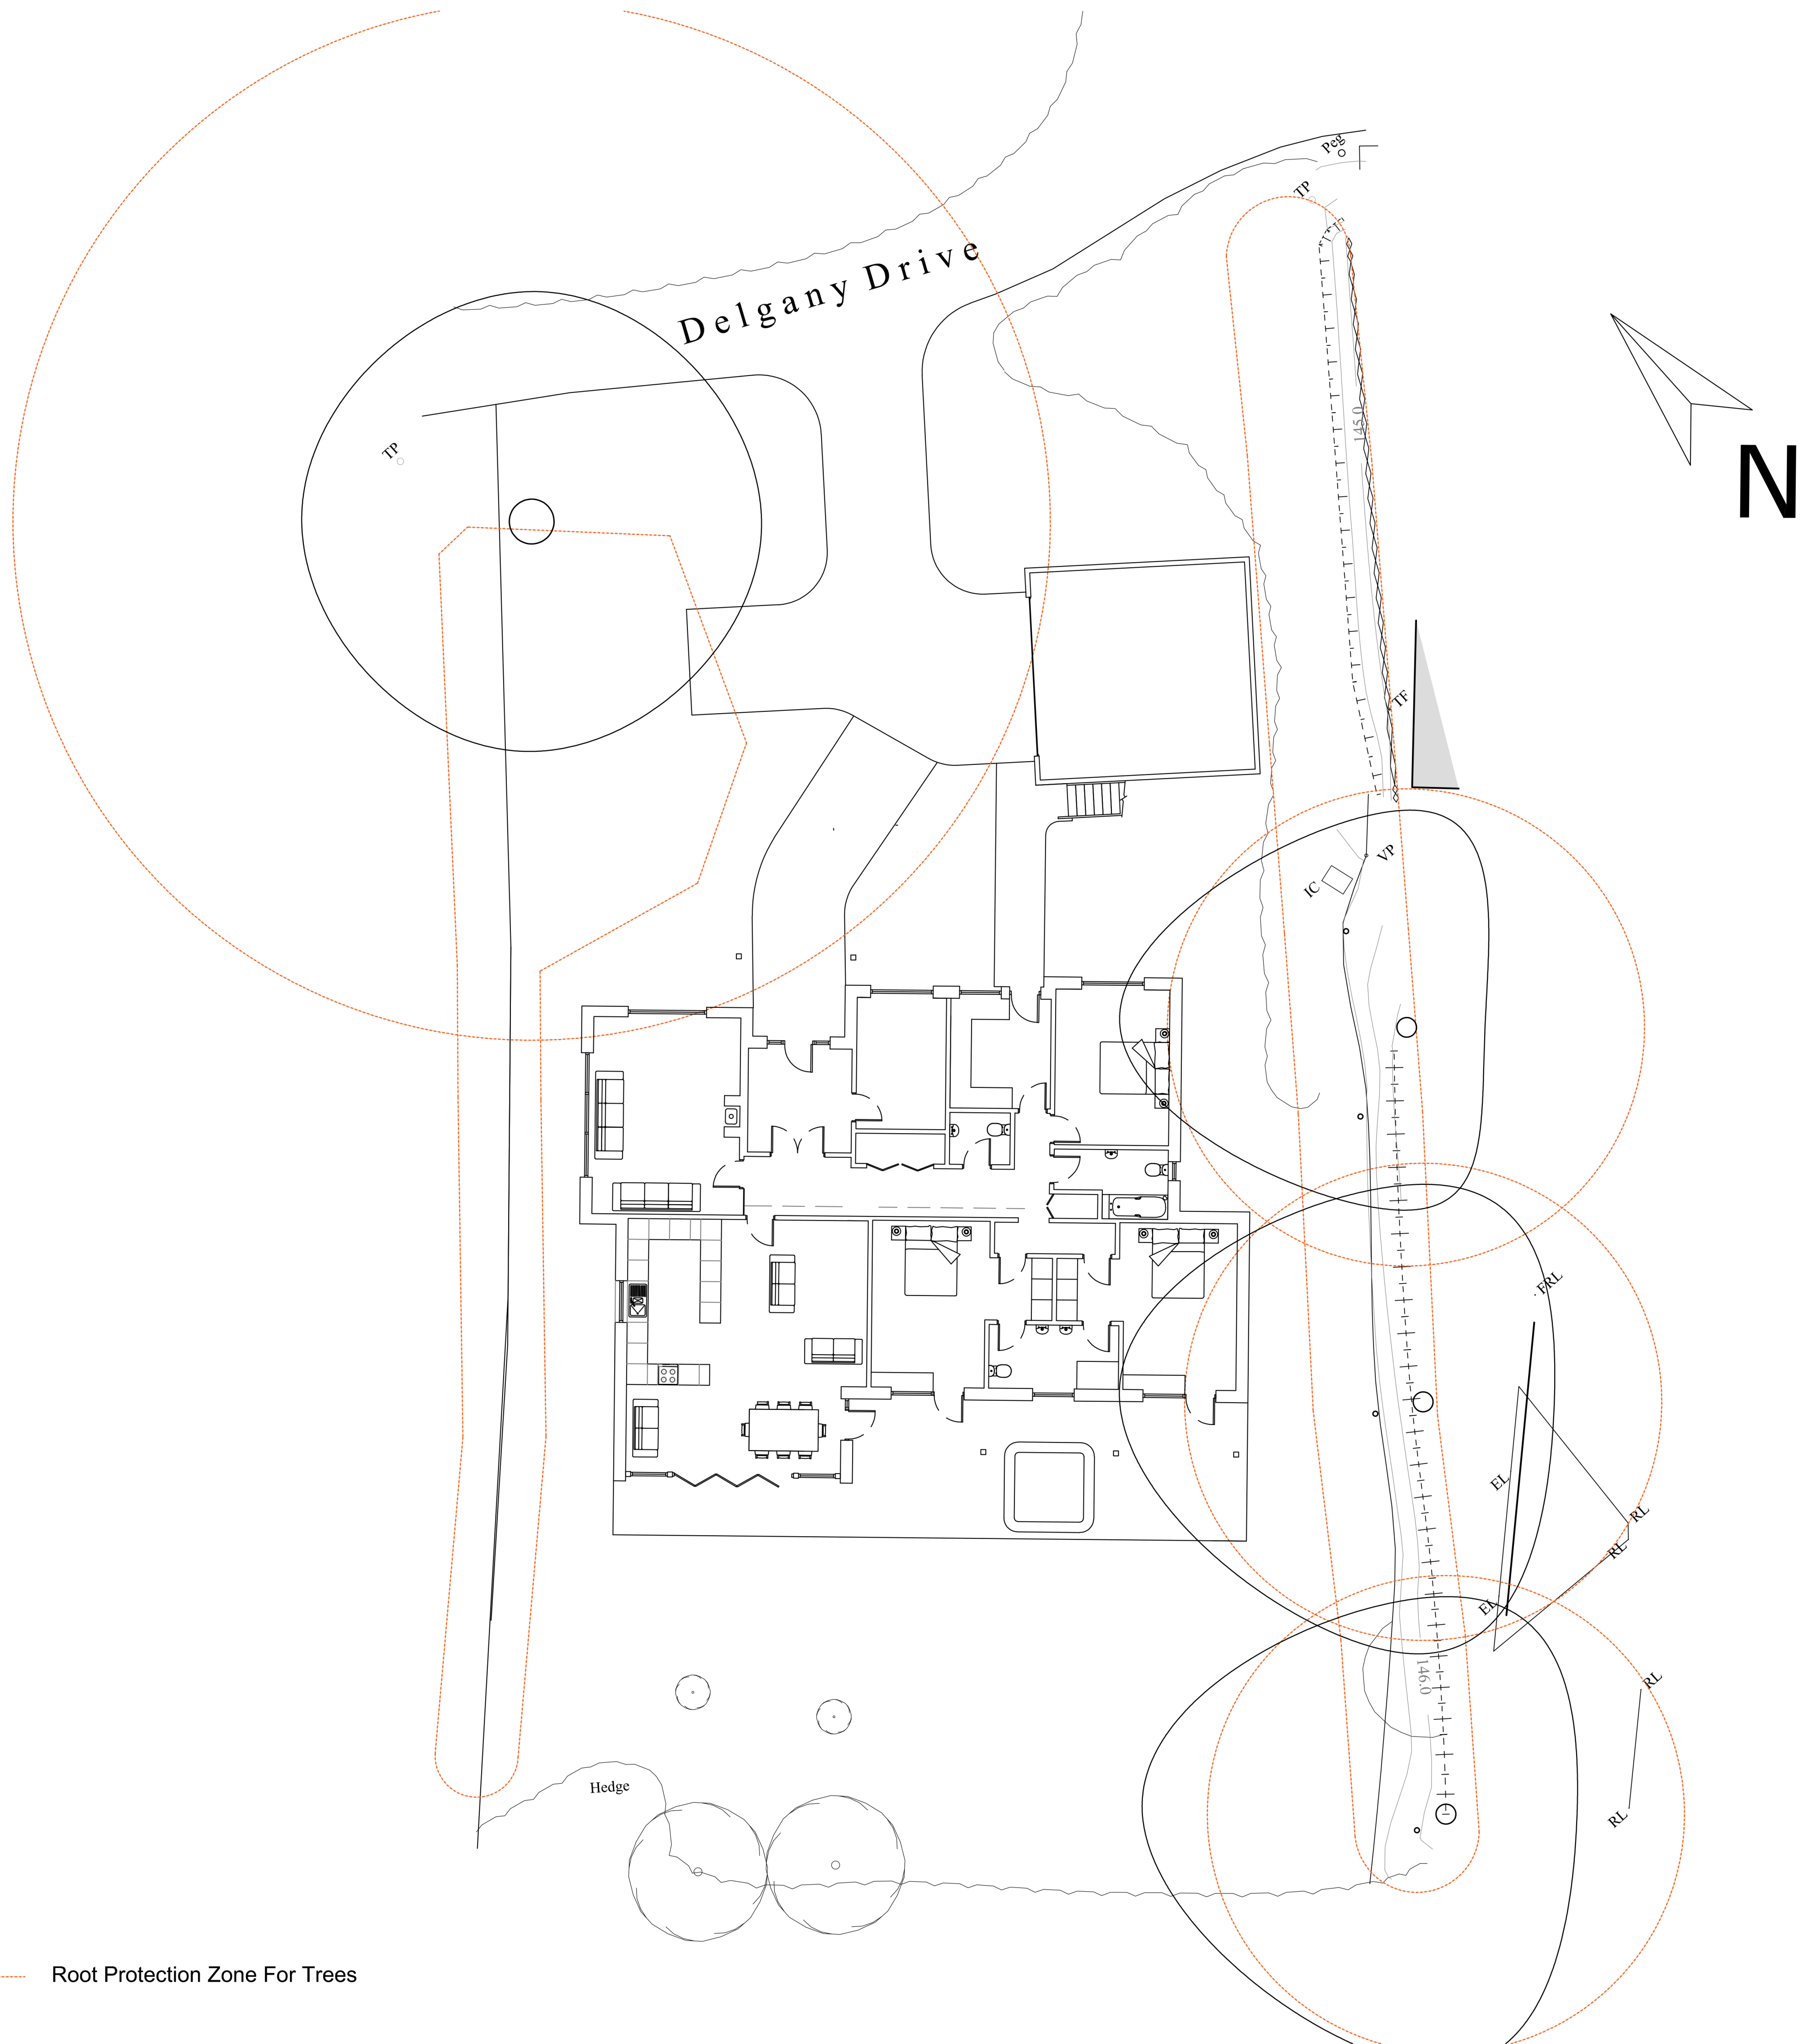 Peg
TP
Delgany Drive
145.0
TP
N
TF
VP
IC
FRL
EL
RL
RL
EL
146.0
RL
Hedge
RL
Root Protection Zone For Trees